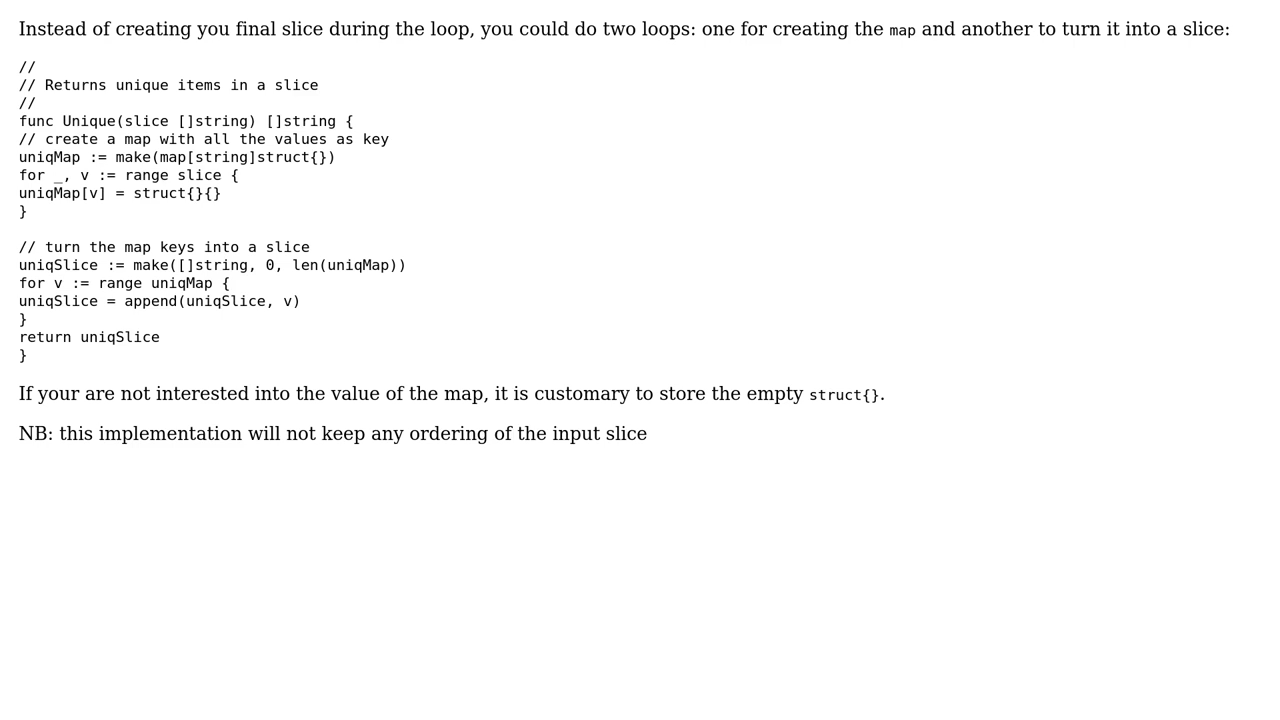 Instead of creating you final slice during the loop, you could do two loops: one for creating the map and another to turn it into a slice:
//
// Returns unique items in a slice
//
func Unique(slice []string) []string {
// create a map with all the values as key
uniqMap := make(map[string]struct{})
for _, v := range slice {
uniqMap[v] = struct{}{}
}
// turn the map keys into a slice
uniqSlice := make([]string, 0, len(uniqMap))
for v := range uniqMap {
uniqSlice = append(uniqSlice, v)
}
return uniqSlice
}
If your are not interested into the value of the map, it is customary to store the empty struct{}.
NB: this implementation will not keep any ordering of the input slice